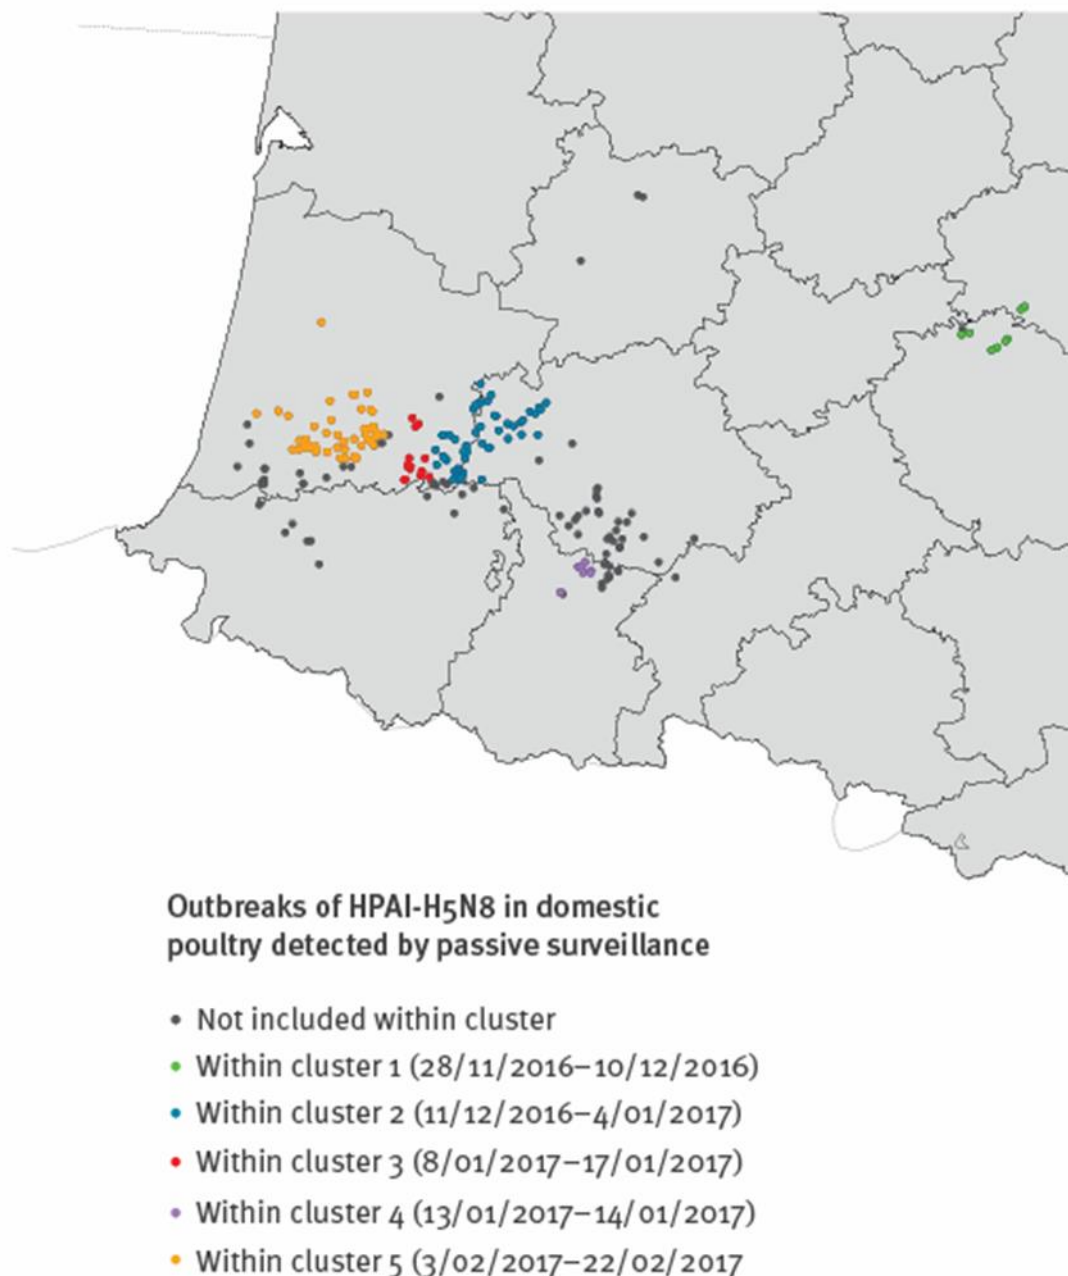 Outbreaks of HPAI-H5N8 in domestic
poultry detected by passive surveillance
Not included within cluster
Within cluster 1 (28/11/2016–10/12/2016)
Within cluster 2 (11/12/2016–4/01/2017)
Within cluster 3 (8/01/2017–17/01/2017)
Within cluster 4 (13/01/2017–14/01/2017)
Within cluster 5 (3/02/2017–22/02/2017